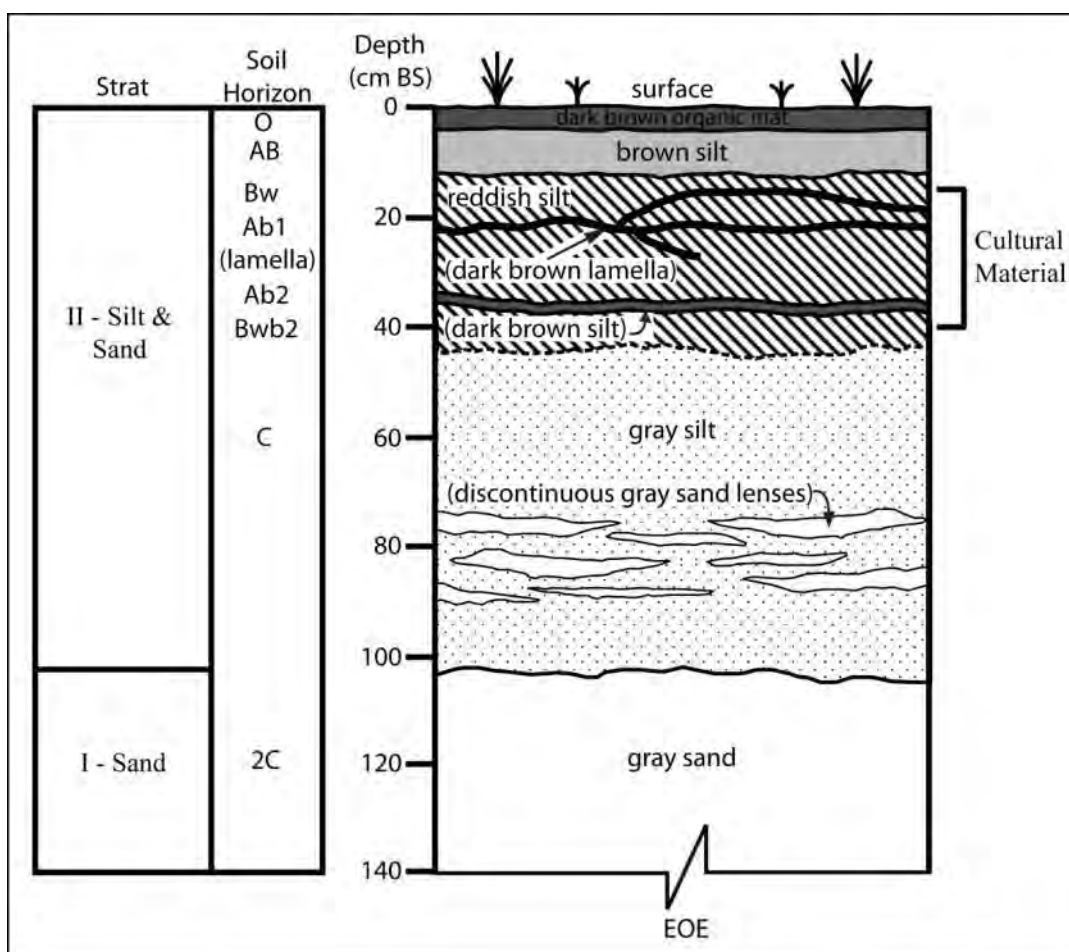 Strat
Soil
Horizon
Depth
(cm BS)
surface
0
O
dark brown organic mat
AB
brown silt
Bw
reddish silt
20
Ab1
(lamella)
(dark brown lamella)
Cultural
Material
Ab2
II - Silt &
Sand
Bwb2
40
(dark brown silt)
C
60
gray silt
(discontinuous gray sand lenses)
80
100
I - Sand
2C
120
gray sand
140
EOE